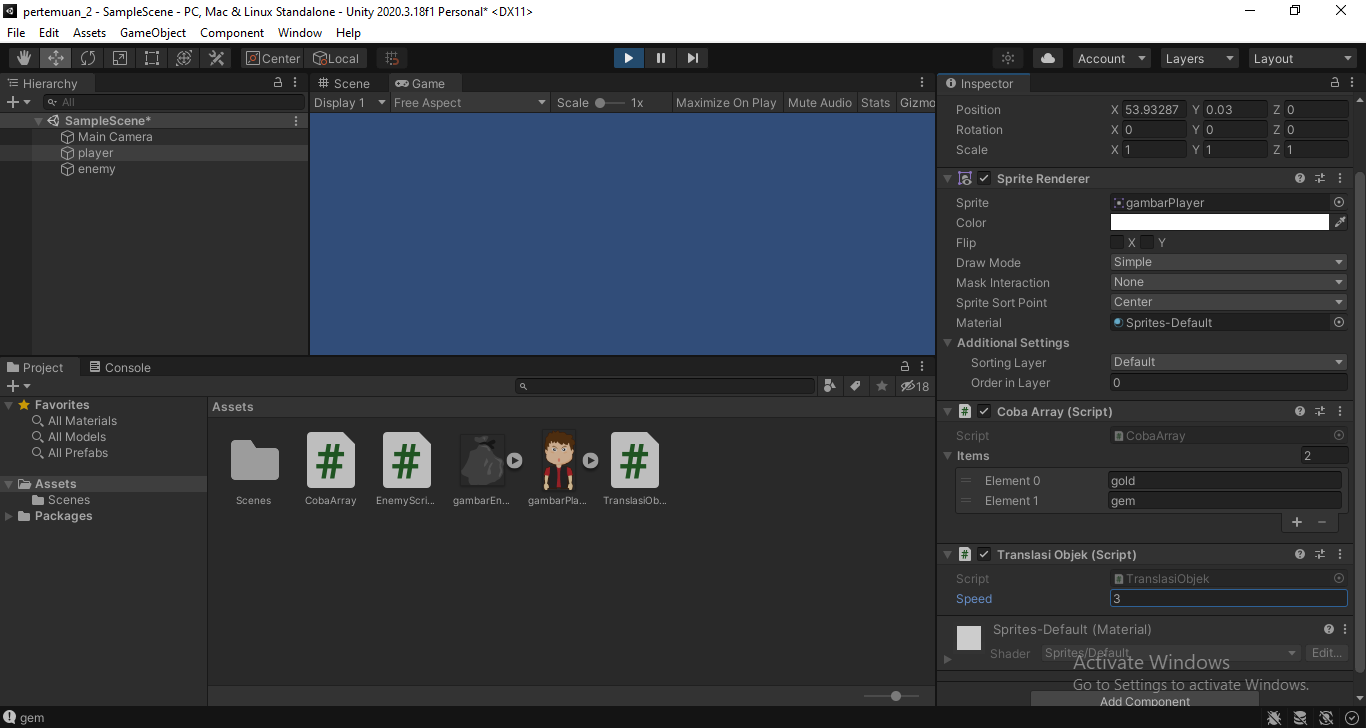 pertemuan_2 - SampleScene - PC, Mac & Linux Standalone - Unity 2020.3.18f1 Personal* <DX11>
File Edit Assets GameObject Component Window Help
Center Local Account Layers Layout
Hierarchy
All
SampleScene*
Main Camera
player
enemy
Scene Game
Display 1 Free Aspect Scale 1x Maximize On Play Mute Audio Stats Gizmo
Project Console
18
Favorites
All Materials
All Models
All Prefabs
Assets
Scenes
Packages
Assets
Scenes CobaArray EnemyScri... gambarEn... gambarPla... TranslasiOb...
Inspector
Position X 53.93287 Y 0.03 Z 0
Rotation X 0 Y 0 Z 0
Scale X 1 Y 1 Z 1
Sprite Renderer
Sprite gambarPlayer
Color
Flip X Y
Draw Mode Simple
Mask Interaction None
Sprite Sort Point Center
Material Sprites-Default
Additional Settings
Sorting Layer Default
Order in Layer 0
# Coba Array (Script)
Script CobaArray
Items 2
Element 0 gold
Element 1 gem
+ −
# Translasi Objek (Script)
Script TranslasiObjek
Speed 3
Sprites-Default (Material)
Shader Sprites/Default Edit...
Activate Windows
Go to Settings to activate Windows.
Add Component
gem